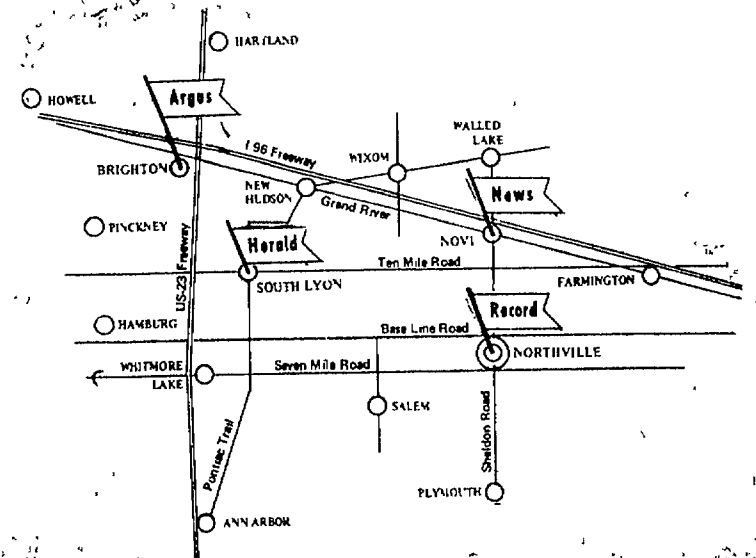 HARTLAND
HOWELL
Argus
WALLED
LAKE
I 96 Freeway
WIXOM
BRIGHTON
NEW
HUDSON
News
Grand River
PINCKNEY
Herald
NOVI
US-23 Freeway
Ten Mile Road
SOUTH LYON
FARMINGTON
Record
HAMBURG
Base Line Road
NORTHVILLE
WHITMORE
LAKE
Seven Mile Road
SALEM
Sheldon Road
Pontiac Trail
PLYMOUTH
ANN ARBOR